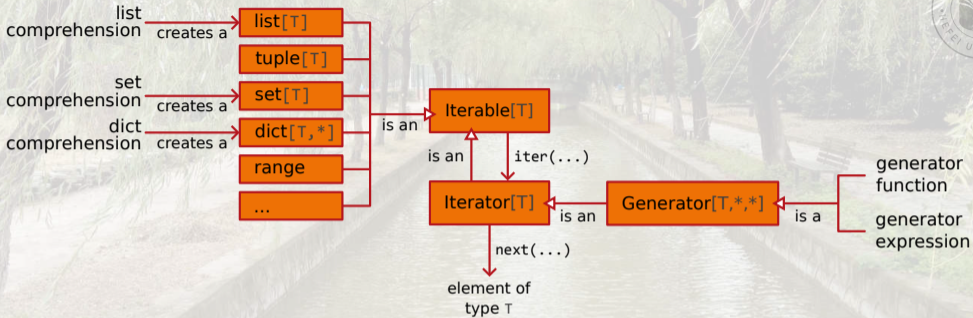 list
comprehension
creates a
list[T]
tuple[T]
set
comprehension
creates a
set[T]
dict
comprehension
creates a
dict[T,*]
range
...
is an
Iterable[T]
is an
iter(...)
Iterator[T]
is an
Generator[T,*,*]
is a
generator
function
generator
expression
next(...)
element of
type T